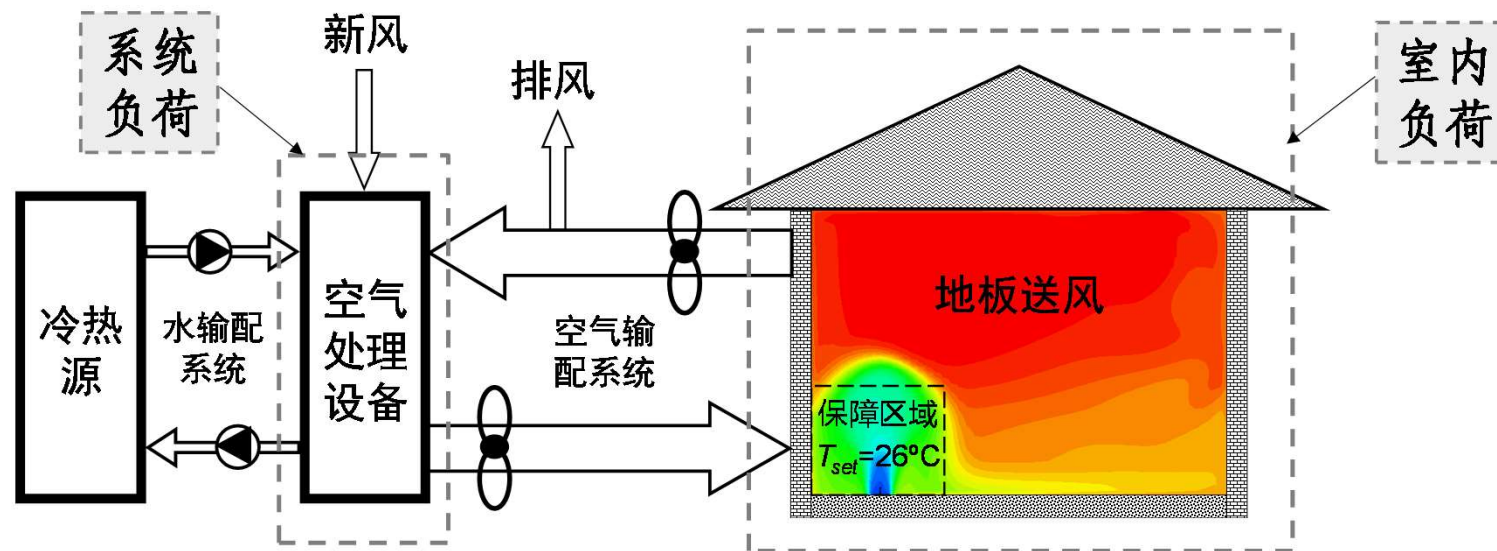 系统
负荷
新风
排风
室内
负荷
冷热
源
水输配
系统
空气
处理
设备
空气输
配系统
地板送风
保障区域
Tset=26°C